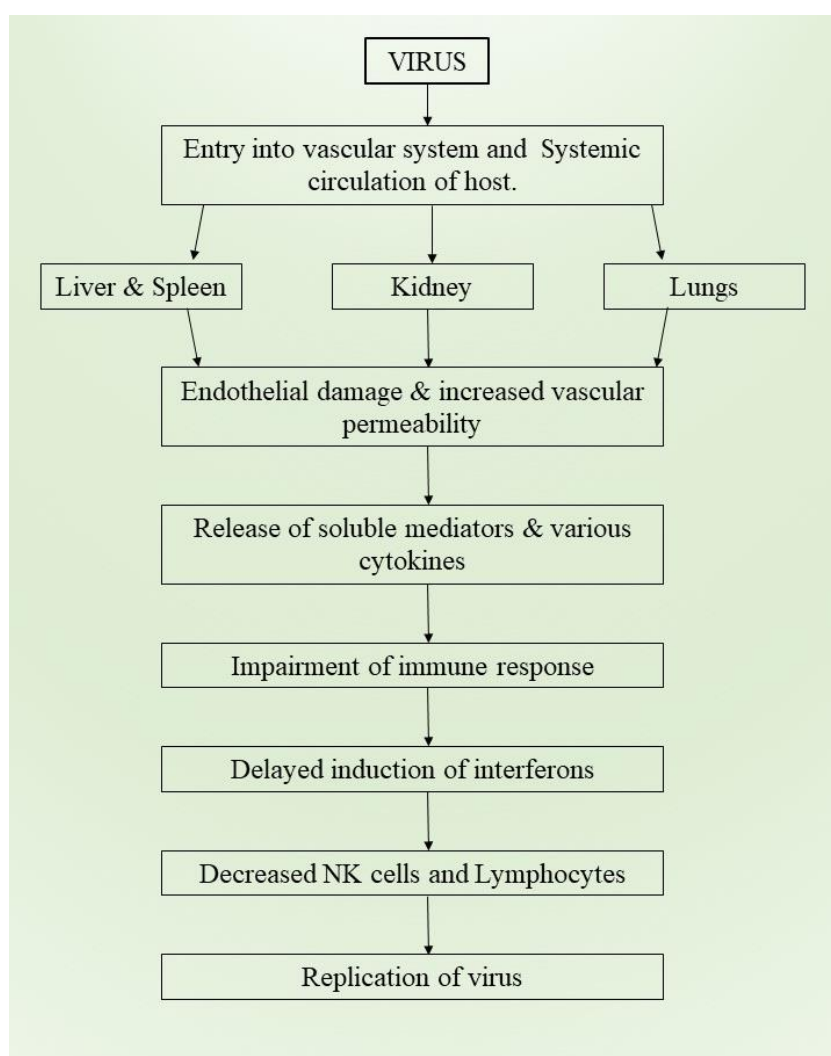 VIRUS
Entry into vascular system and Systemic
circulation of host.
Liver & Spleen
Kidney
Lungs
Endothelial damage & increased vascular
permeability
Release of soluble mediators & various
cytokines
Impairment of immune response
Delayed induction of interferons
Decreased NK cells and Lymphocytes
Replication of virus